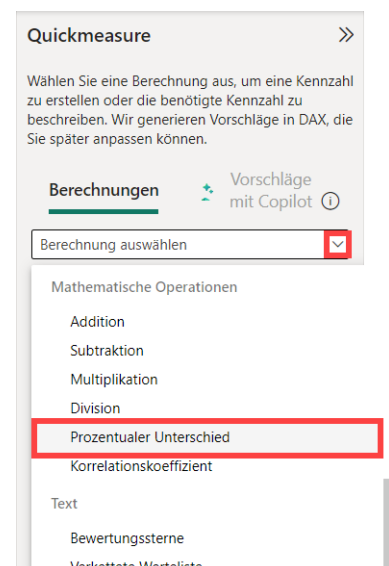 Quickmeasure
Wählen Sie eine Berechnung aus, um eine Kennzahl
zu erstellen oder die benötigte Kennzahl zu
beschreiben. Wir generieren Vorschläge in DAX, die
Sie später anpassen können.
Berechnungen
Vorschläge
mit Copilot
Berechnung auswählen
Mathematische Operationen
Addition
Subtraktion
Multiplikation
Division
Prozentualer Unterschied
Korrelationskoeffizient
Text
Bewertungssterne
Verkettete Werteliste